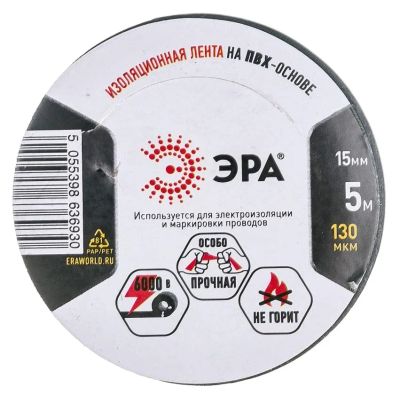 ИЗОЛЯЦИОННАЯ ЛЕНТА НА ПВХ-ОСНОВЕ
ЭРА®
15мм
5м
130
мкм
Используется для электроизоляции
и маркировки проводов
5 055398 636930
81
PAP/PET
ERAWORLD.RU
6000 В
ОСОБО
ПРОЧНАЯ
НЕ ГОРИТ